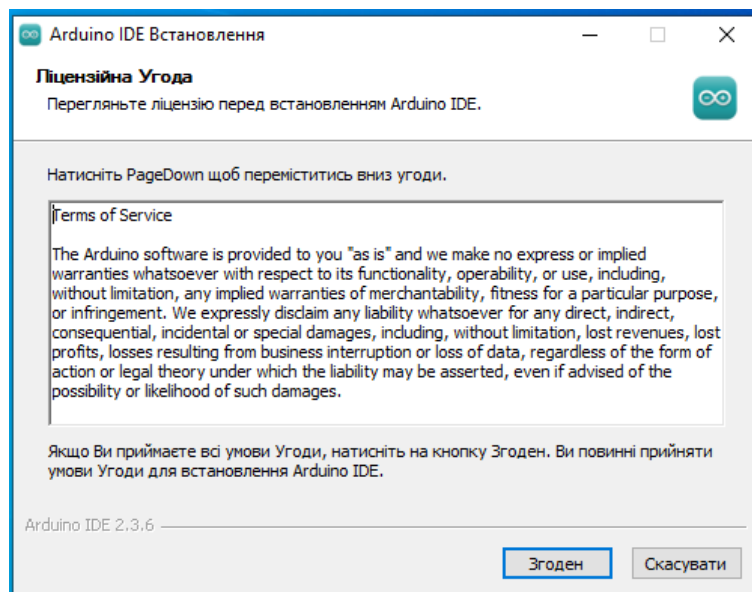 Arduino IDE Встановлення
Ліцензійна Угода
Перегляньте ліцензію перед встановленням Arduino IDE.
Натисніть PageDown щоб переміститись вниз угоди.
Terms of Service
The Arduino software is provided to you "as is" and we make no express or implied
warranties whatsoever with respect to its functionality, operability, or use, including,
without limitation, any implied warranties of merchantability, fitness for a particular purpose,
or infringement. We expressly disclaim any liability whatsoever for any direct, indirect,
consequential, incidental or special damages, including, without limitation, lost revenues, lost
profits, losses resulting from business interruption or loss of data, regardless of the form of
action or legal theory under which the liability may be asserted, even if advised of the
possibility or likelihood of such damages.
Якщо Ви приймаєте всі умови Угоди, натисніть на кнопку Згоден. Ви повинні прийняти
умови Угоди для встановлення Arduino IDE.
Arduino IDE 2.3.6
Згоден
Скасувати